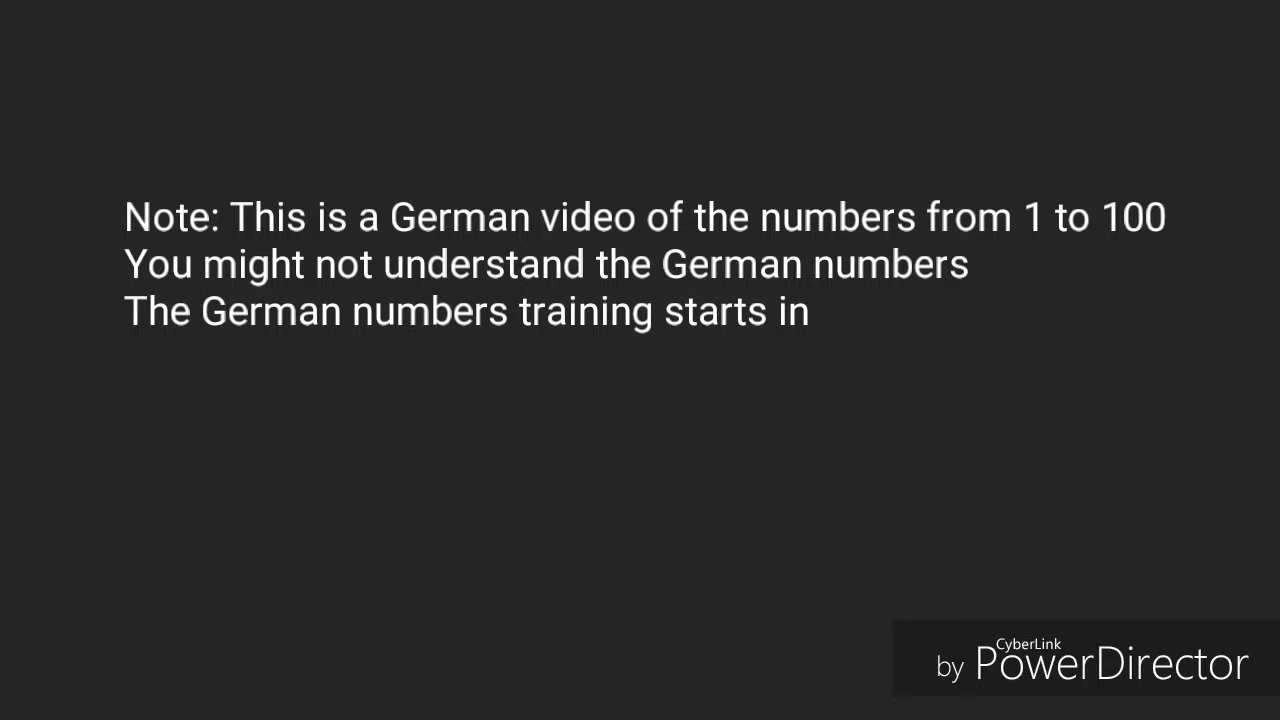 Note: This is a German video of the numbers from 1 to 100
You might not understand the German numbers
The German numbers training starts in
CyberLink
by PowerDirector